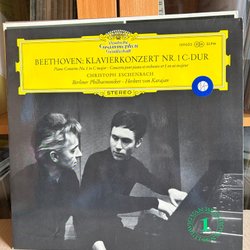 Deutsche
Grammophon
Gesellschaft
BEETHOVEN: KLAVIERKONZERT NR. 1 C-DUR
Piano Concerto No. 1 in C major · Concerto pour piano et orchestre nº 1 en ut majeur
CHRISTOPH ESCHENBACH
Berliner Philharmoniker · Herbert von Karajan
STEREO
1